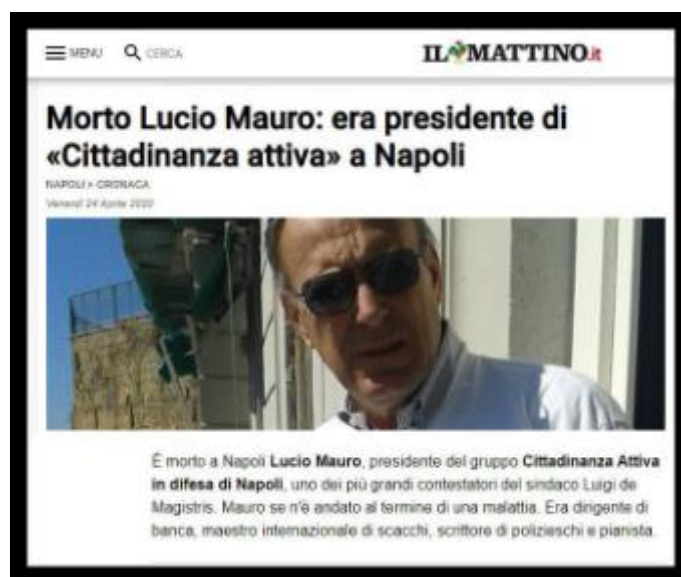 MENU CERCA IL MATTINO.it
Morto Lucio Mauro: era presidente di
«Cittadinanza attiva» a Napoli
NAPOLI > CRONACA
Venerdì 24 Aprile 2020
È morto a Napoli Lucio Mauro, presidente del gruppo Cittadinanza Attiva
in difesa di Napoli, uno dei più grandi contestatori del sindaco Luigi de
Magistris. Mauro se n'è andato al termine di una malattia. Era dirigente di
banca, maestro internazionale di scacchi, scrittore di polizieschi e pianista.